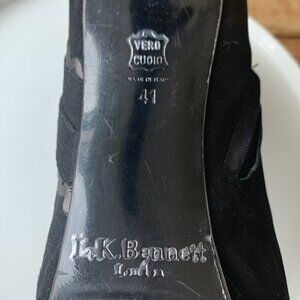 VERO
CUOIO
MADE IN ITALY
41
L.K.Bennett
London